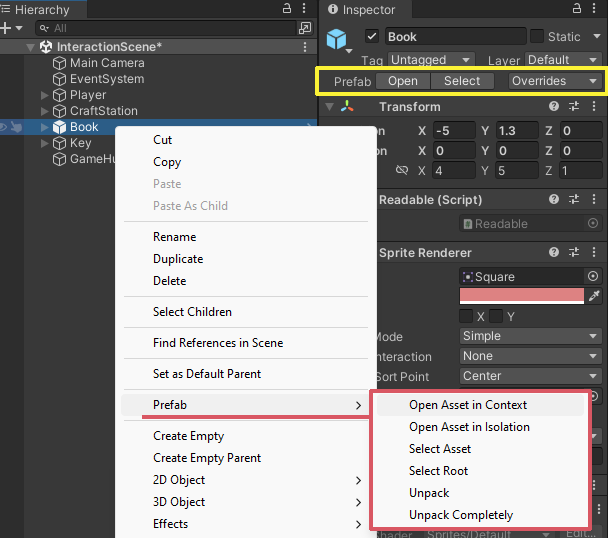 Hierarchy
All
InteractionScene*
Main Camera
EventSystem
Player
CraftStation
Book
Key
GameHu
Cut
Copy
Paste
Paste As Child
Rename
Duplicate
Delete
Select Children
Find References in Scene
Set as Default Parent
Prefab
Create Empty
Create Empty Parent
2D Object
3D Object
Effects
Open Asset in Context
Open Asset in Isolation
Select Asset
Select Root
Unpack
Unpack Completely
Inspector
Book Static
Tag Untagged Layer Default
Prefab Open Select Overrides
Transform
on X -5 Y 1.3 Z 0
on X 0 Y 0 Z 0
X 4 Y 5 Z 1
Readable (Script)
Readable
Sprite Renderer
Square
X Y
Mode Simple
nteraction None
Sort Point Center
Shader Sprites/Default Edit...